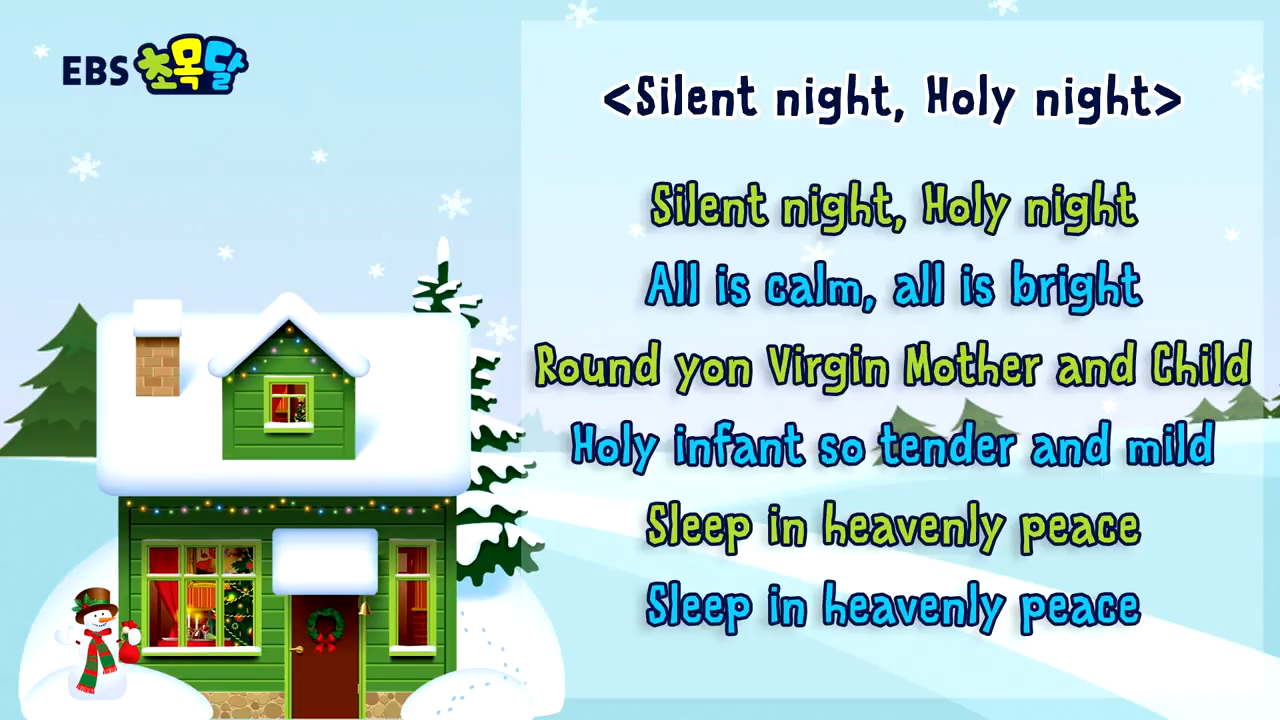 EBS 초목달
<Silent night, Holy night>
Silent night, Holy night
All is calm, all is bright
Round yon Virgin Mother and Child
Holy infant so tender and mild
Sleep in heavenly peace
Sleep in heavenly peace